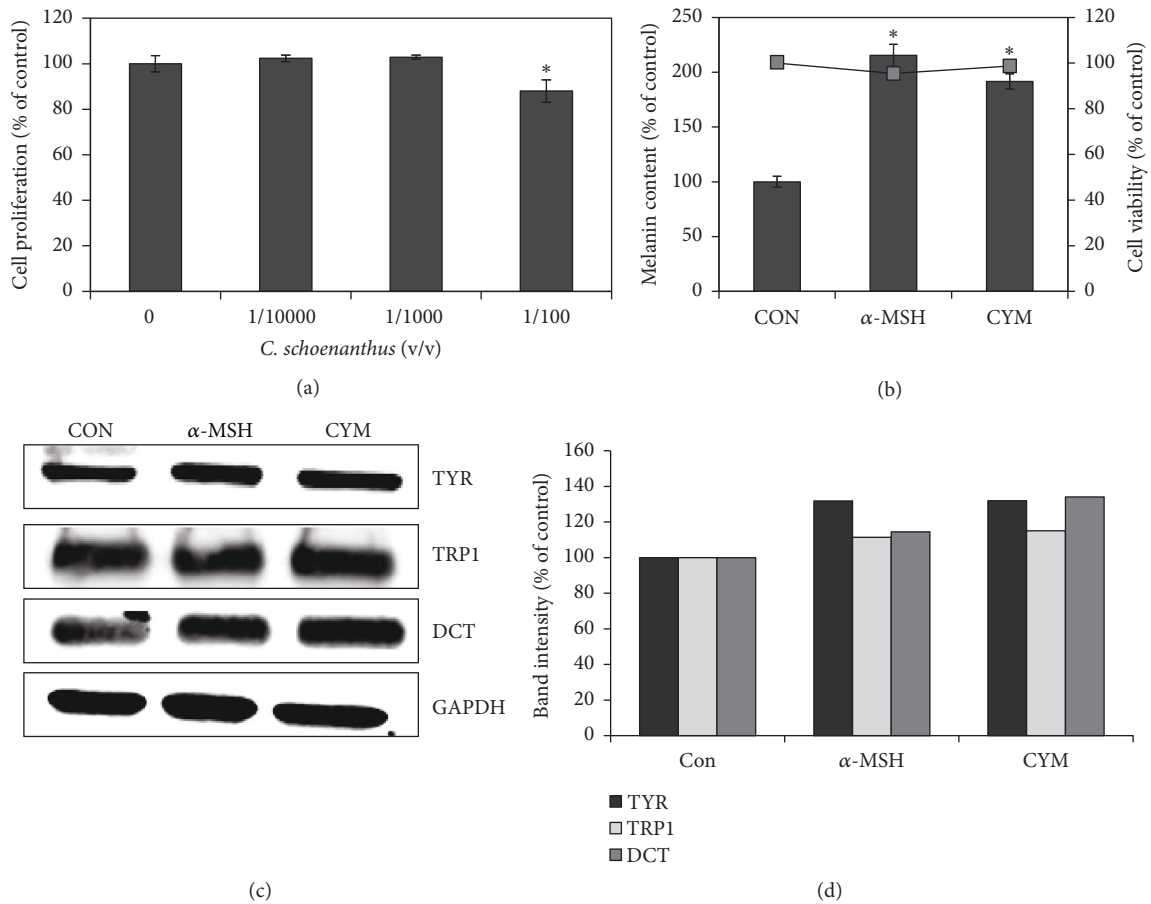 Cell proliferation (% of control)
120
100
80
60
40
20
0
*
0 1/10000 1/1000 1/100
C. schoenanthus (v/v)
(a)
Melanin content (% of control)
250
200
150
100
50
0
* *
120
100
80
60
40
20
0
Cell viability (% of control)
CON α-MSH CYM
(b)
CON α-MSH CYM
TYR
TRP1
DCT
GAPDH
(c)
Band intensity (% of control)
160
140
120
100
80
60
40
20
0
Con α-MSH CYM
TYR
TRP1
DCT
(d)